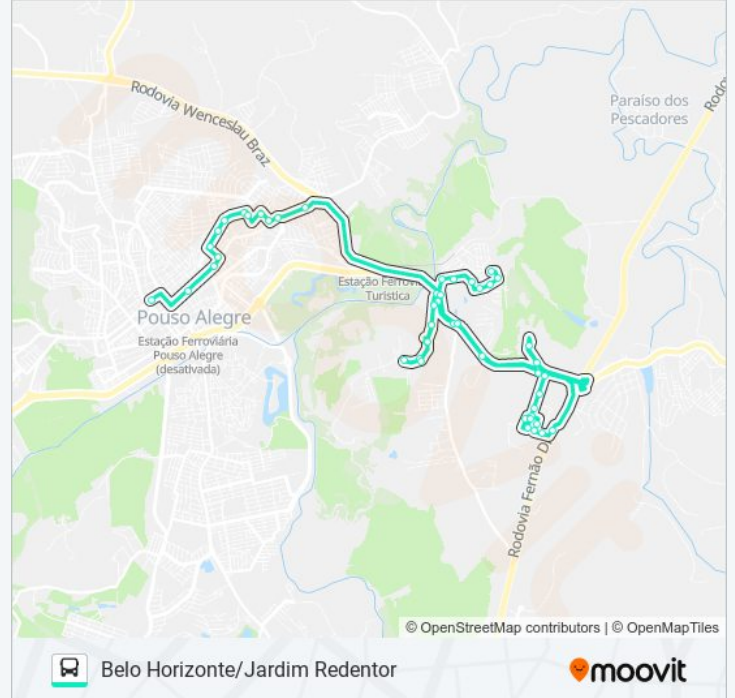 Rodovia Wenceslau Braz
Paraíso dos
Pescadores
Estação Ferrov
Turistica
Pouso Alegre
Estação Ferroviária
Pouso Alegre
(desativada)
Rodovia Fernão D
© OpenStreetMap contributors | © OpenMapTiles
Belo Horizonte/Jardim Redentor
moovit